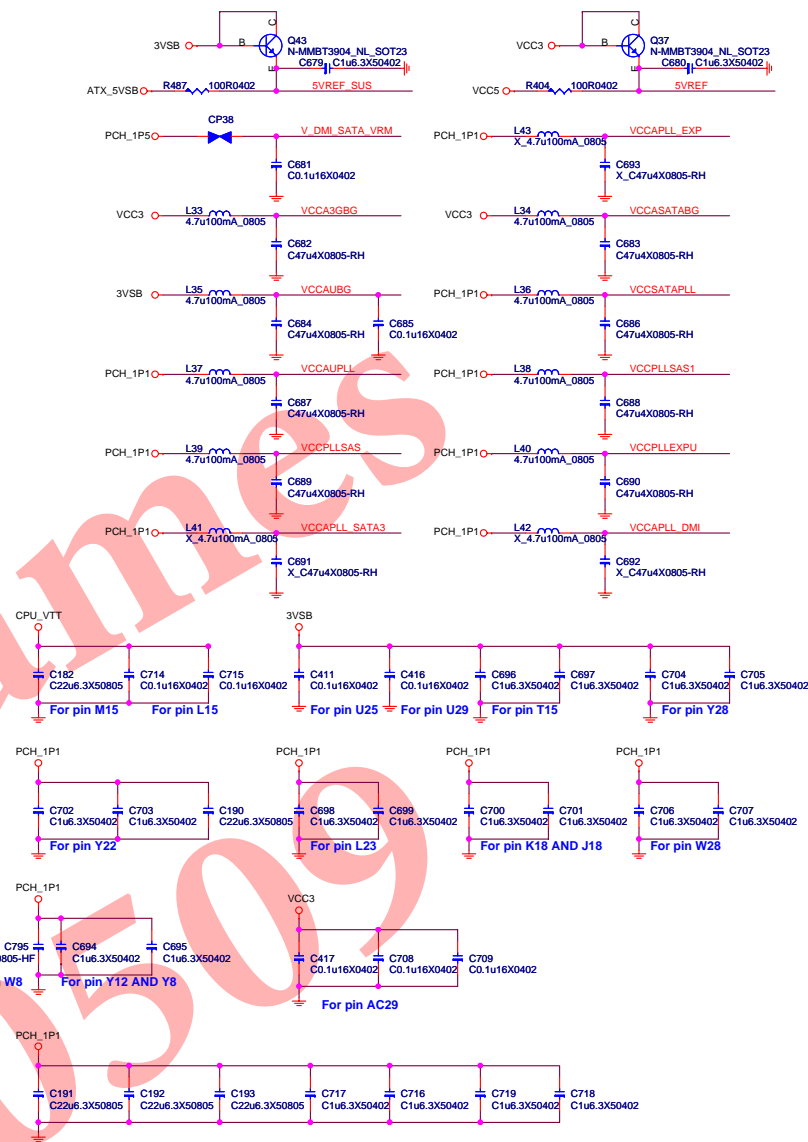 C
3VSB
B
Q43
N-MMBT3904_NL_SOT23
C679
C1u6.3X50402
E
ATX_5VSB
R487
100R0402
5VREF_SUS
C
VCC3
B
Q37
N-MMBT3904_NL_SOT23
C680
C1u6.3X50402
E
VCC5
R404
100R0402
5VREF
PCH_1P5
CP38
V_DMI_SATA_VRM
C681
C0.1u16X0402
PCH_1P1
L43
X_4.7u100mA_0805
VCCAPLL_EXP
C693
X_C47u4X0805-RH
VCC3
L33
4.7u100mA_0805
VCCA3GBG
C682
C47u4X0805-RH
VCC3
L34
4.7u100mA_0805
VCCASATABG
C683
C47u4X0805-RH
3VSB
L35
4.7u100mA_0805
VCCAUBG
C684
C47u4X0805-RH
C685
C0.1u16X0402
PCH_1P1
L36
4.7u100mA_0805
VCCSATAPLL
C686
C47u4X0805-RH
PCH_1P1
L37
4.7u100mA_0805
VCCAUPLL
C687
C47u4X0805-RH
PCH_1P1
L38
4.7u100mA_0805
VCCPLLSAS1
C688
C47u4X0805-RH
PCH_1P1
L39
4.7u100mA_0805
VCCPLLSAS
C689
C47u4X0805-RH
PCH_1P1
L40
4.7u100mA_0805
VCCPLLEXPU
C690
C47u4X0805-RH
PCH_1P1
L41
X_4.7u100mA_0805
VCCAPLL_SATA3
C691
X_C47u4X0805-RH
PCH_1P1
L42
X_4.7u100mA_0805
VCCAPLL_DMI
C692
X_C47u4X0805-RH
CPU_VTT
C182
C22u6.3X50805
C714
C0.1u16X0402
C715
C0.1u16X0402
For pin M15
For pin L15
3VSB
C411
C0.1u16X0402
C416
C0.1u16X0402
C696
C1u6.3X50402
C697
C1u6.3X50402
C704
C1u6.3X50402
C705
C1u6.3X50402
For pin U25
For pin U29
For pin T15
For pin Y28
PCH_1P1
C702
C1u6.3X50402
C703
C1u6.3X50402
C190
C22u6.3X50805
For pin Y22
PCH_1P1
C698
C1u6.3X50402
C699
C1u6.3X50402
For pin L23
PCH_1P1
C700
C1u6.3X50402
C701
C1u6.3X50402
For pin K18 AND J18
PCH_1P1
C706
C1u6.3X50402
C707
C1u6.3X50402
For pin W28
PCH_1P1
C795
0805-HF
C694
C1u6.3X50402
C695
C1u6.3X50402
W8
For pin Y12 AND Y8
VCC3
C417
C0.1u16X0402
C708
C0.1u16X0402
C709
C0.1u16X0402
For pin AC29
PCH_1P1
C191
C22u6.3X50805
C192
C22u6.3X50805
C193
C22u6.3X50805
C717
C1u6.3X50402
C716
C1u6.3X50402
C719
C1u6.3X50402
C718
C1u6.3X50402
ames
0509